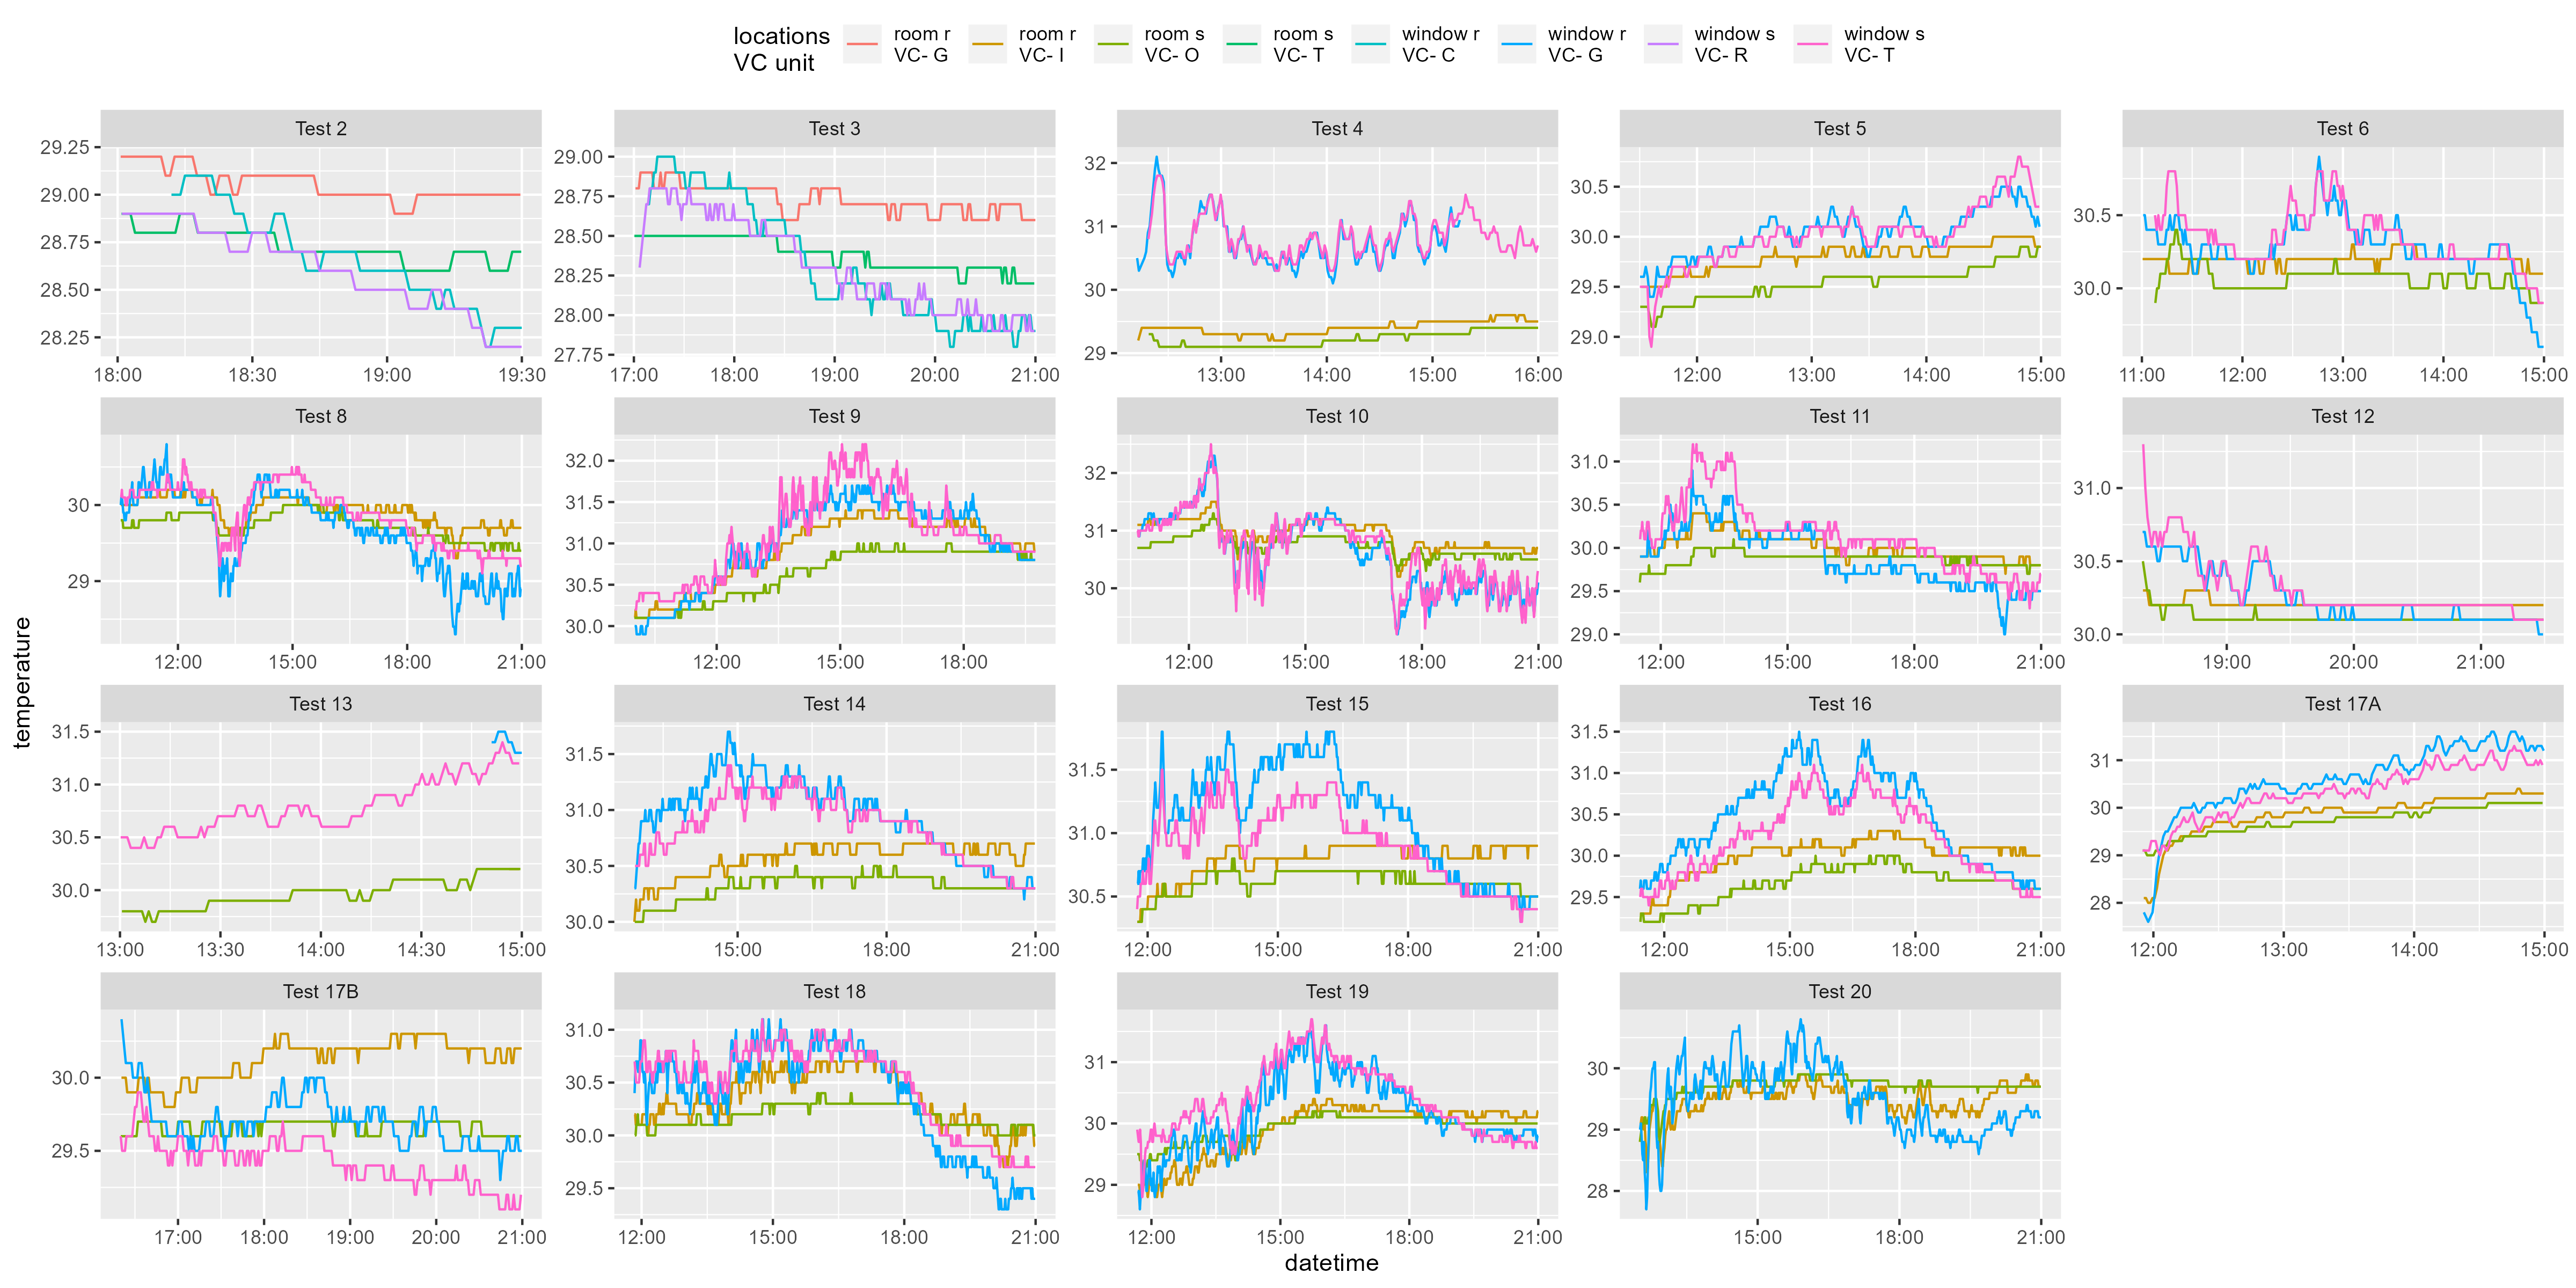 locations
VC unit
room r
VC- G
room r
VC- I
room s
VC- O
room s
VC- T
window r
VC- C
window r
VC- G
window s
VC- R
window s
VC- T
temperature
Test 2
29.25
29.00
28.75
28.50
28.25
18:00 18:30 19:00 19:30
Test 3
29.00
28.75
28.50
28.25
28.00
27.75
17:00 18:00 19:00 20:00 21:00
Test 4
32
31
30
29
13:00 14:00 15:00 16:00
Test 5
30.5
30.0
29.5
29.0
12:00 13:00 14:00 15:00
Test 6
30.5
30.0
11:00 12:00 13:00 14:00 15:00
Test 8
30
29
12:00 15:00 18:00 21:00
Test 9
32.0
31.5
31.0
30.5
30.0
12:00 15:00 18:00
Test 10
32
31
30
12:00 15:00 18:00 21:00
Test 11
31.0
30.5
30.0
29.5
29.0
12:00 15:00 18:00 21:00
Test 12
31.0
30.5
30.0
19:00 20:00 21:00
Test 13
31.5
31.0
30.5
30.0
13:00 13:30 14:00 14:30 15:00
Test 14
31.5
31.0
30.5
30.0
15:00 18:00 21:00
Test 15
31.5
31.0
30.5
12:00 15:00 18:00 21:00
Test 16
31.5
31.0
30.5
30.0
29.5
12:00 15:00 18:00 21:00
Test 17A
31
30
29
28
12:00 13:00 14:00 15:00
Test 17B
30.0
29.5
17:00 18:00 19:00 20:00 21:00
Test 18
31.0
30.5
30.0
29.5
12:00 15:00 18:00 21:00
Test 19
31
30
29
12:00 15:00 18:00 21:00
Test 20
30
29
28
15:00 18:00 21:00
datetime